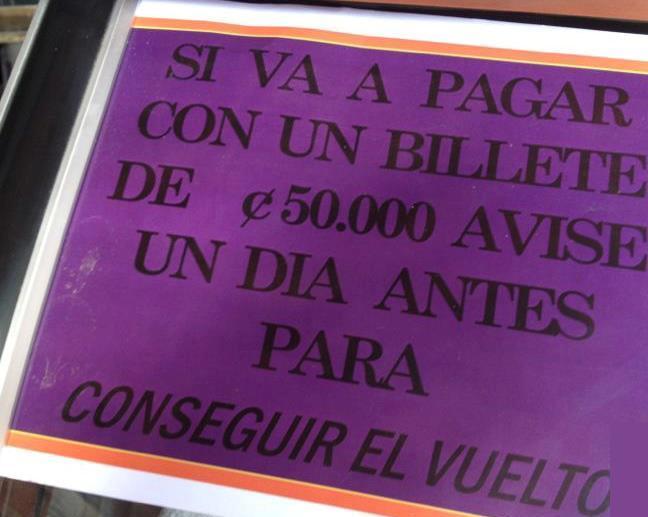 SI VA A PAGAR
CON UN BILLETE
DE ¢50.000 AVISE
UN DIA ANTES
PARA
CONSEGUIR EL VUELTO